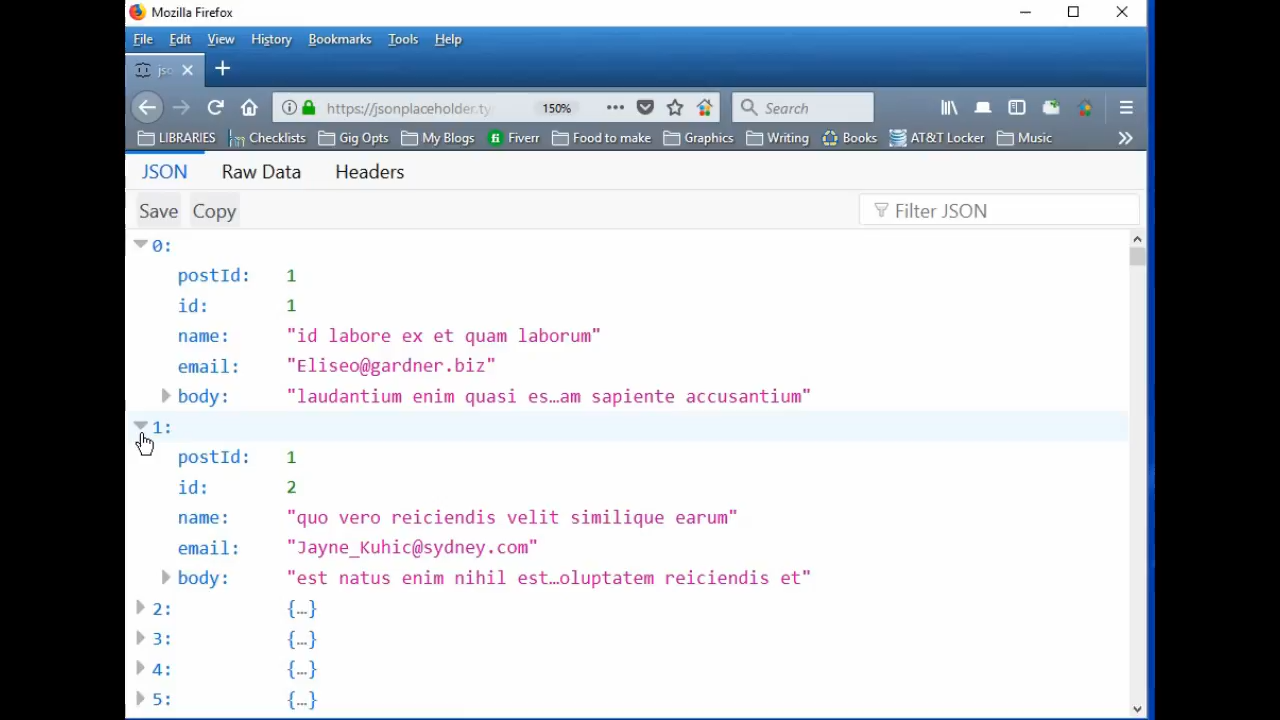 Mozilla Firefox
File Edit View History Bookmarks Tools Help
jsc
https://jsonplaceholder.ty 150% Search
LIBRARIES Checklists Gig Opts My Blogs Fiverr Food to make Graphics Writing Books AT&T Locker Music
JSON Raw Data Headers
Save Copy Filter JSON
0:
postId: 1
id: 1
name: "id labore ex et quam laborum"
email: "Eliseo@gardner.biz"
body: "laudantium enim quasi es…am sapiente accusantium"
1:
postId: 1
id: 2
name: "quo vero reiciendis velit similique earum"
email: "Jayne_Kuhic@sydney.com"
body: "est natus enim nihil est…oluptatem reiciendis et"
2: {…}
3: {…}
4: {…}
5: {…}